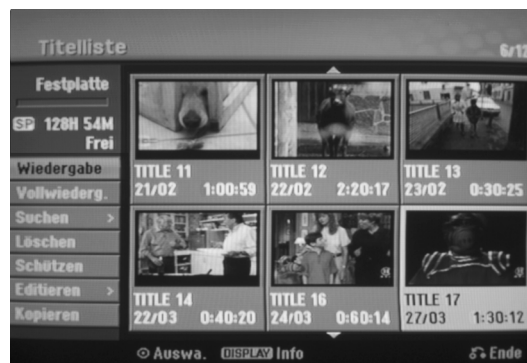 Titelliste
6/12
Festplatte
SP 128H 54M
Frei
Wiedergabe
Vollwiederg.
Suchen >
Löschen
Schützen
Editieren >
Kopieren
TITLE 11
21/02 1:00:59
TITLE 12
22/02 2:20:17
TITLE 13
23/02 0:30:25
TITLE 14
22/03 0:40:20
TITLE 16
24/03 0:60:14
TITLE 17
27/03 1:30:12
Auswa. DISPLAY Info
Ende